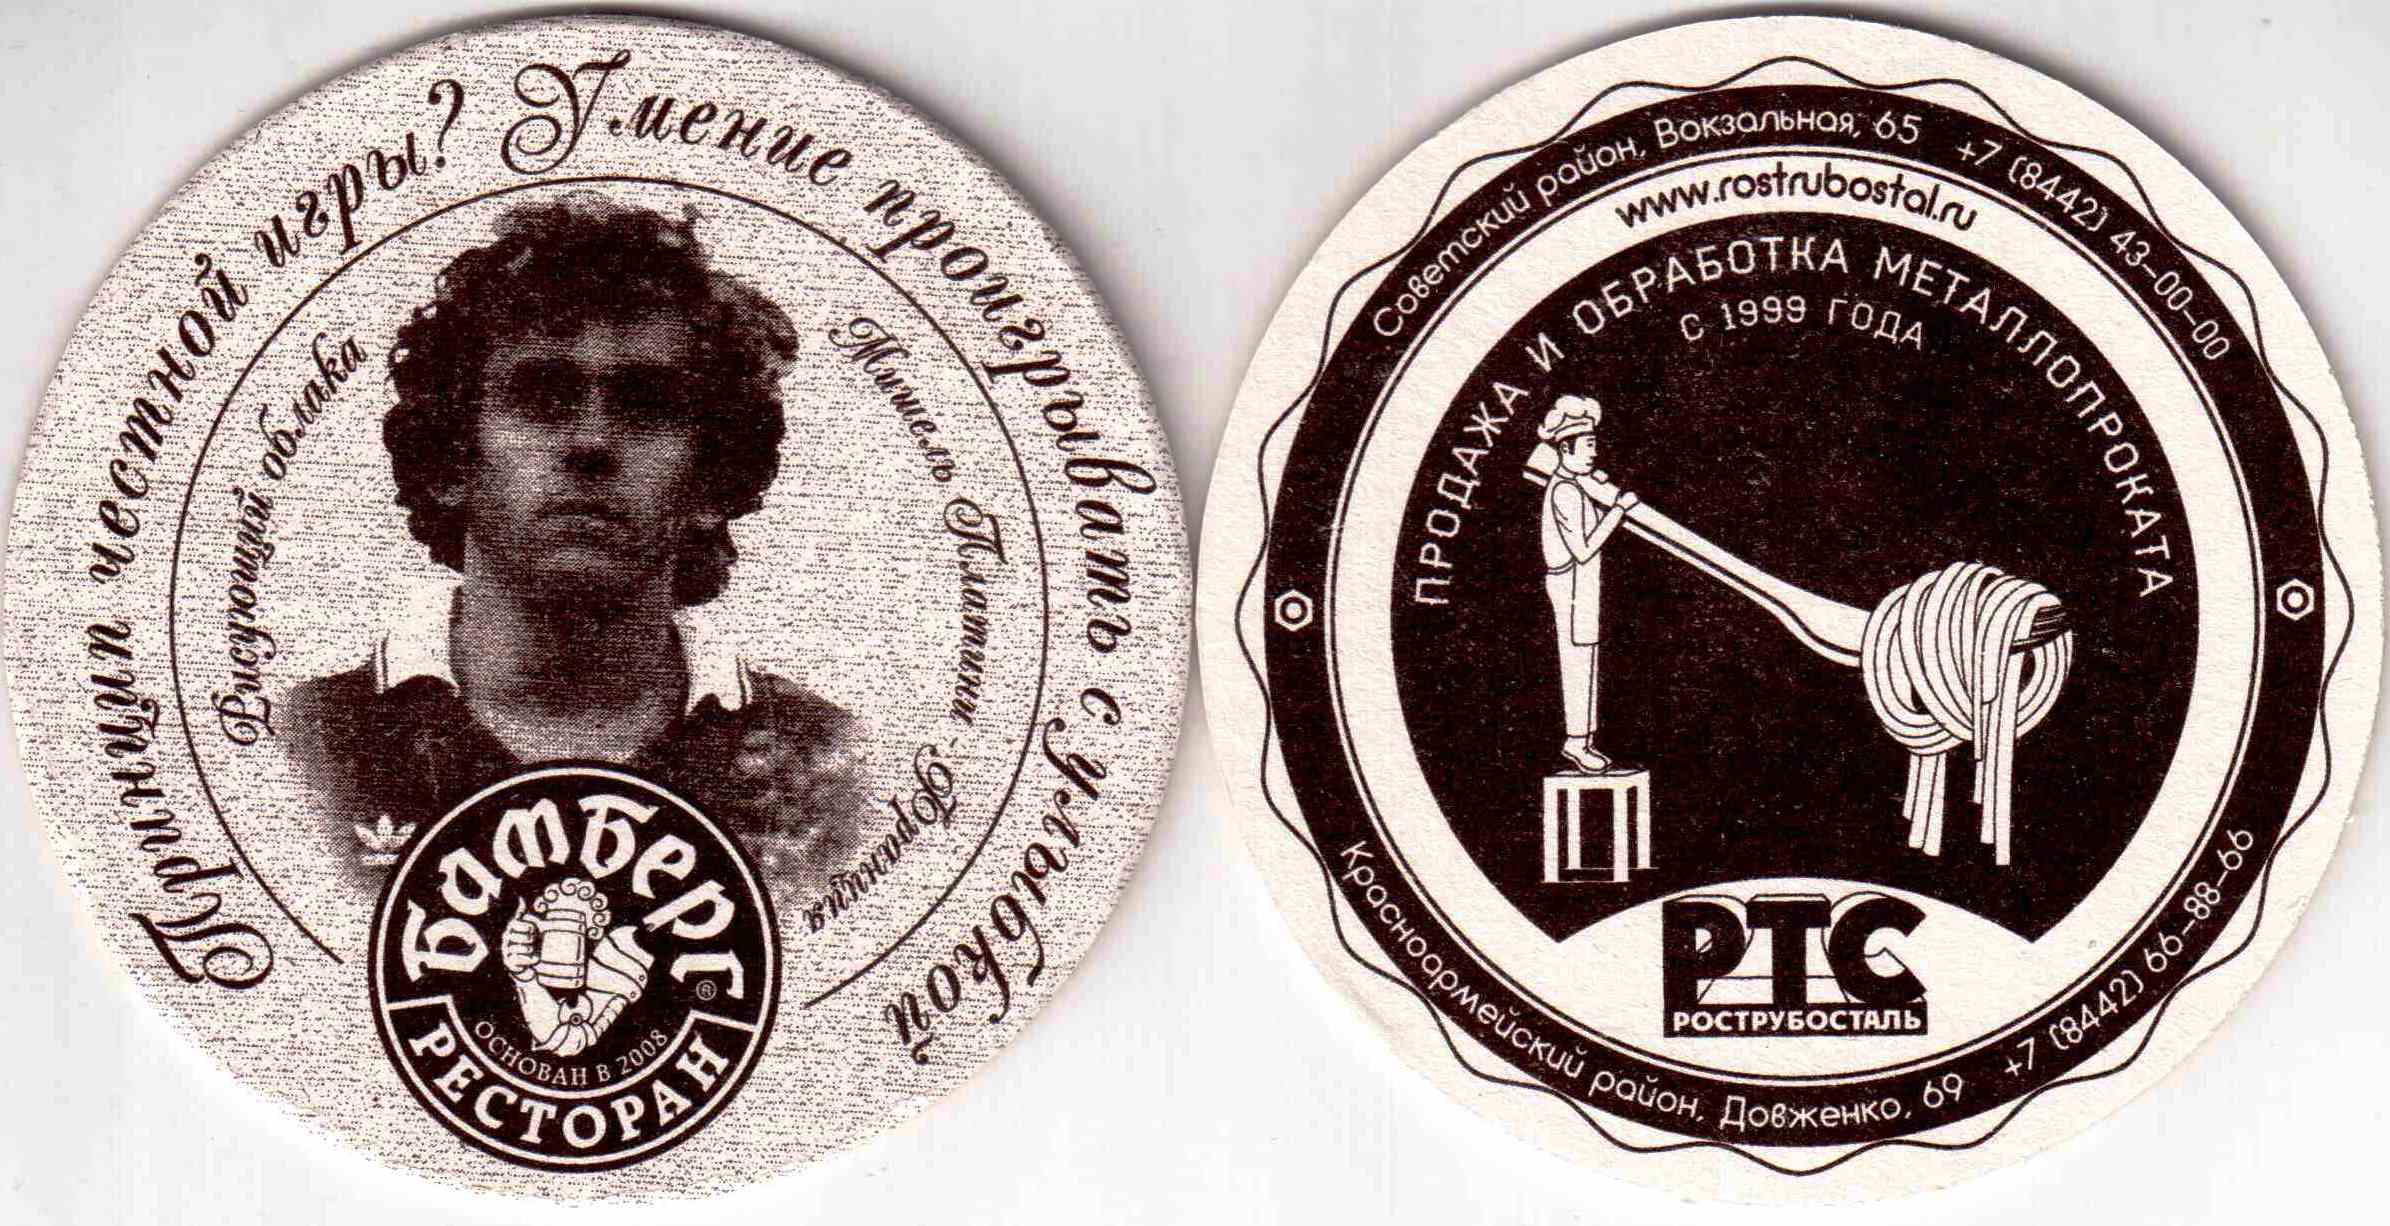 Принцип честной игры? Умение проигрывать с улыбкой
Рисующий облака
Мишель Платини - Франция
Бамберг
®
ОСНОВАН В 2008
РЕСТОРАН
Советский район, Вокзальная, 65 +7 (8442) 43-00-00
www.rostrubostal.ru
ПРОДАЖА И ОБРАБОТКА МЕТАЛЛОПРОКАТА
С 1999 ГОДА
РТС
РОСТРУБОСТАЛЬ
Красноармейский район, Довженко, 69 +7 (8442) 66-88-66